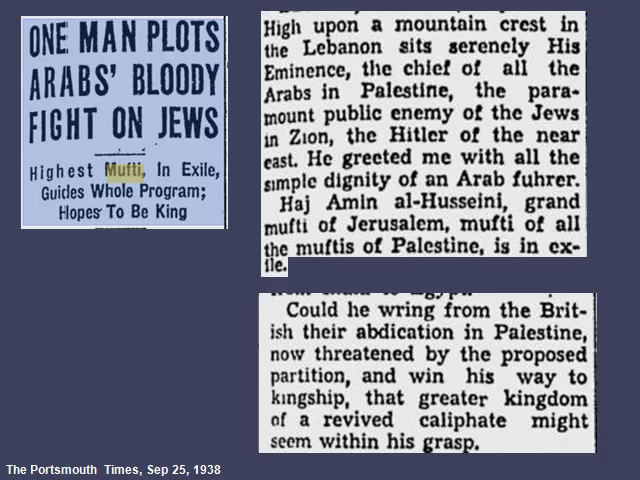 ONE MAN PLOTS
ARABS' BLOODY
FIGHT ON JEWS
Highest Mufti, In Exile,
Guides Whole Program;
Hopes To Be King
High upon a mountain crest in
the Lebanon sits serenely His
Eminence, the chief of all the
Arabs in Palestine, the para-
mount public enemy of the Jews
in Zion, the Hitler of the near
east. He greeted me with all the
simple dignity of an Arab fuhrer.
Haj Amin al-Husseini, grand
mufti of Jerusalem, mufti of all
the muftis of Palestine, is in ex-
ile.
Could he wring from the Brit-
ish their abdication in Palestine,
now threatened by the proposed
partition, and win his way to
kingship, that greater kingdom
of a revived caliphate might
seem within his grasp.
The Portsmouth Times, Sep 25, 1938